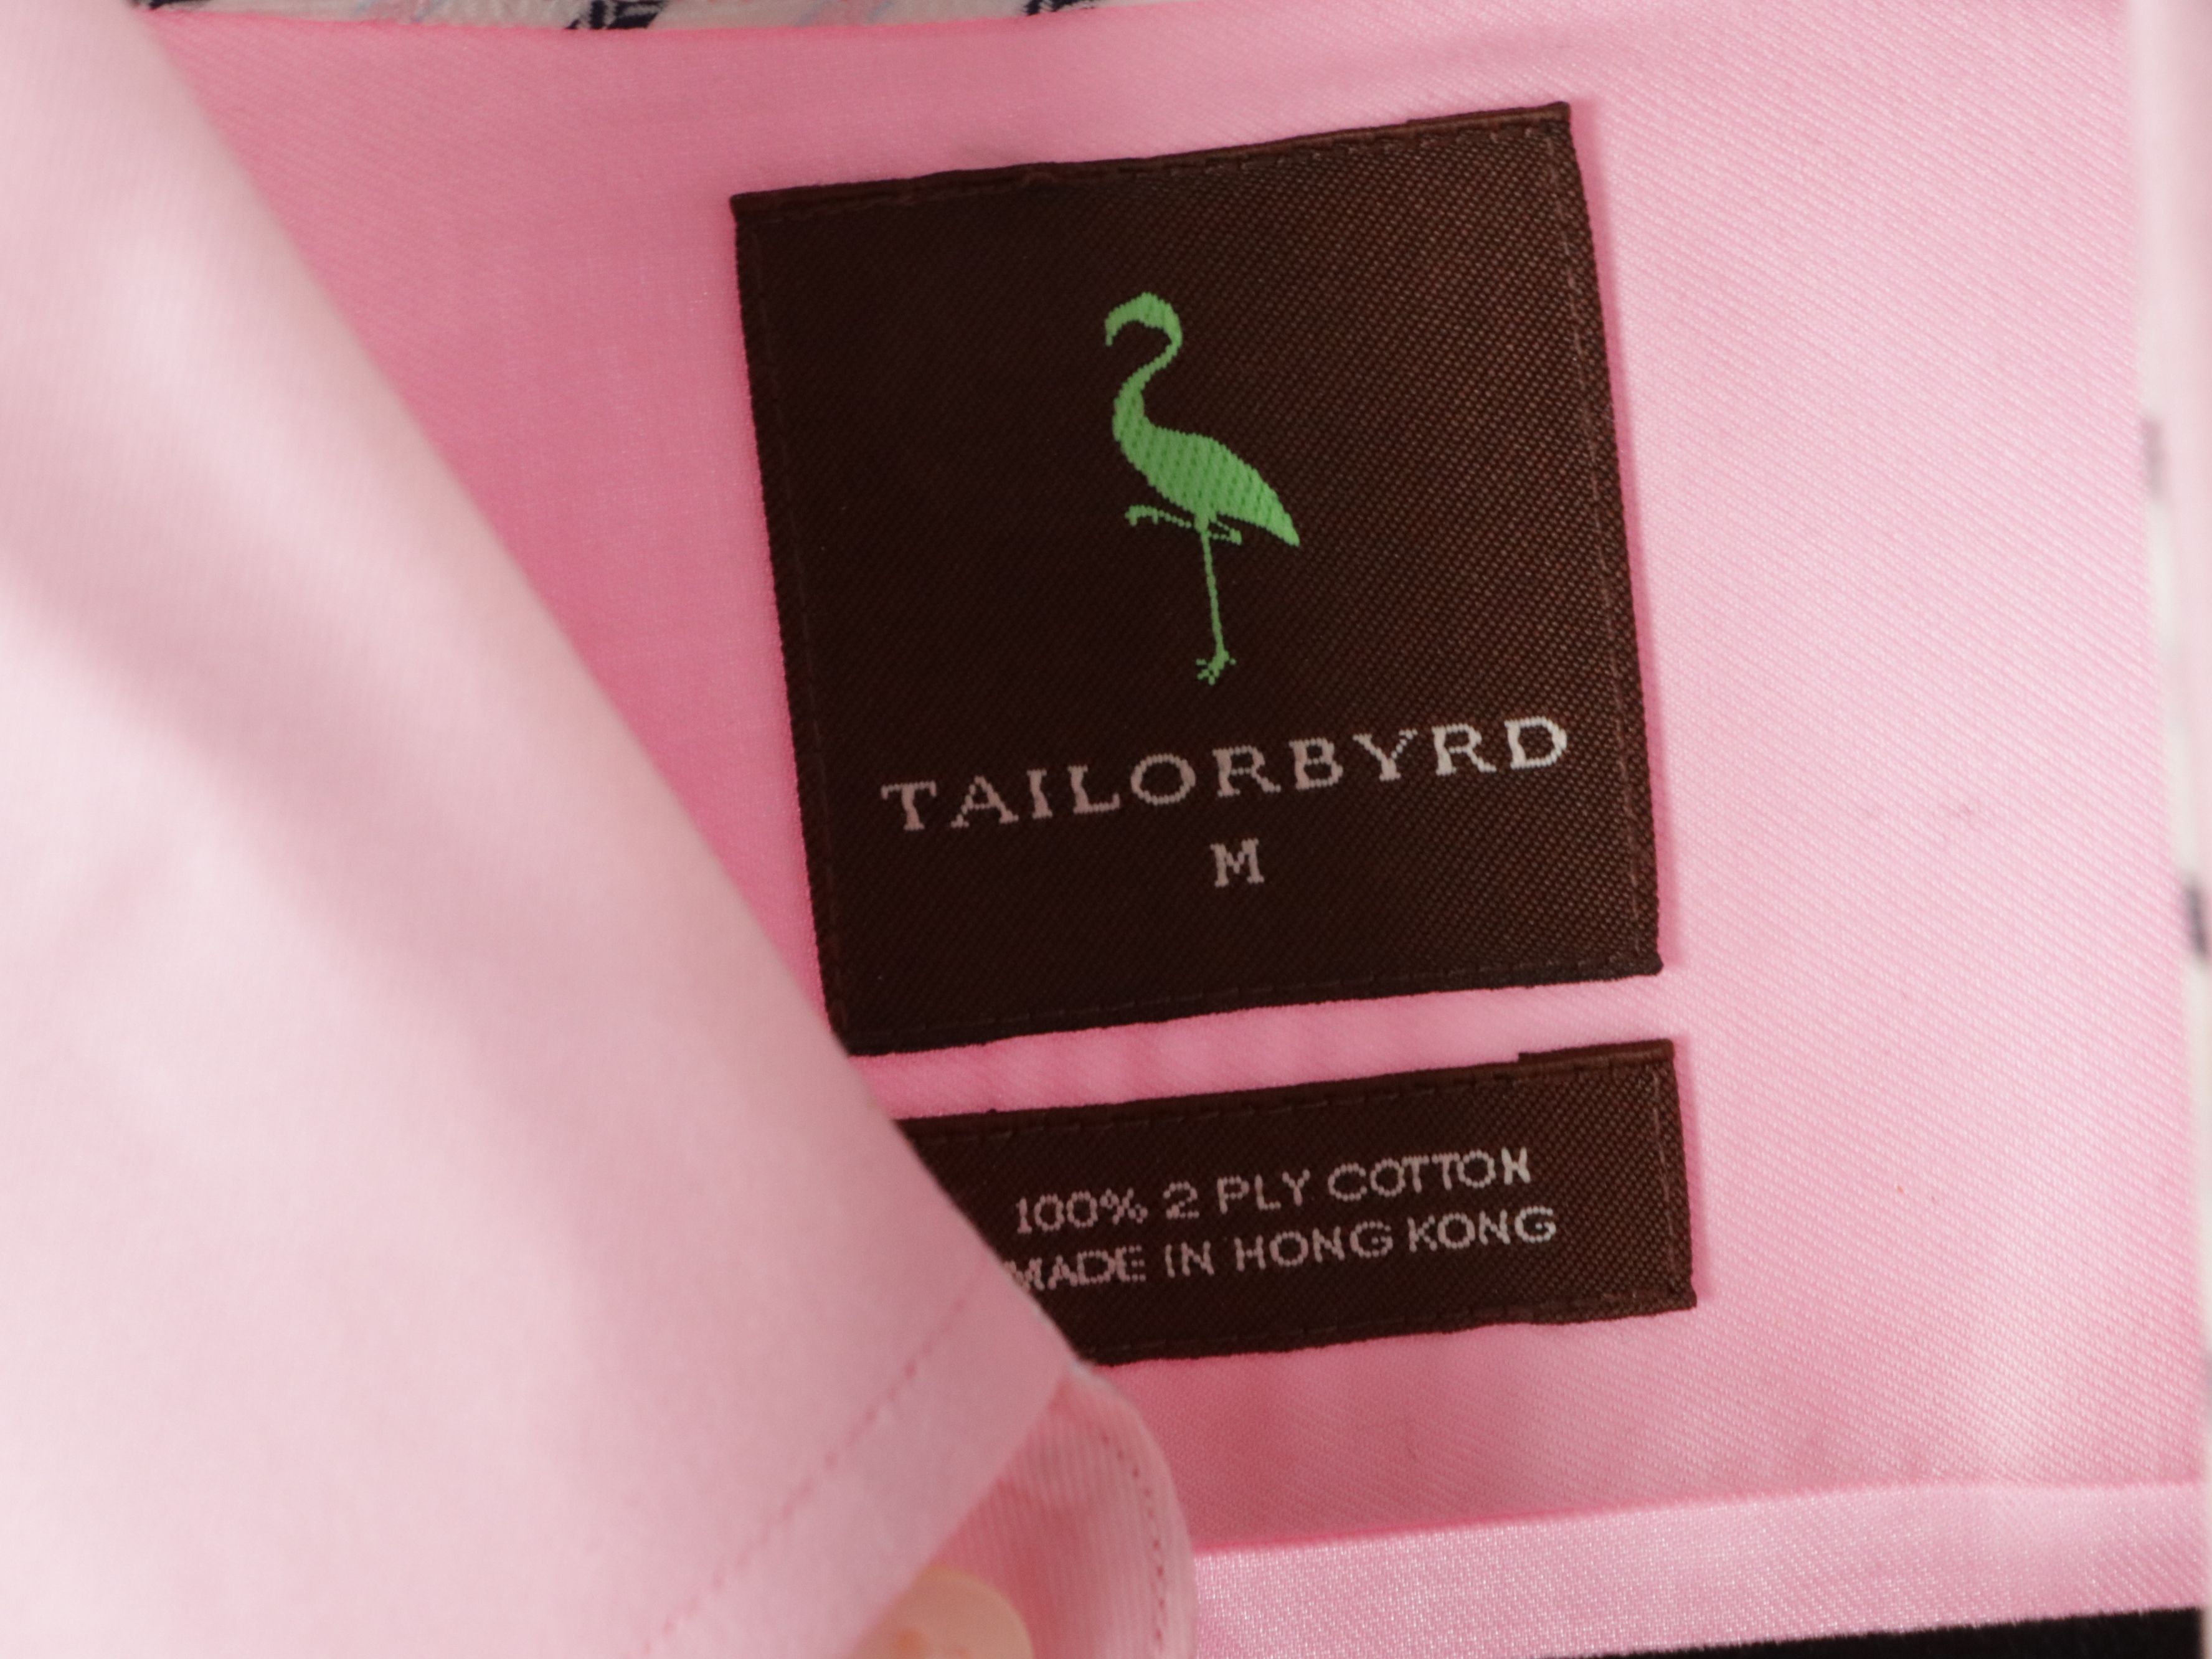 TAILORBYRD
M
100% 2 PLY COTTON
MADE IN HONG KONG